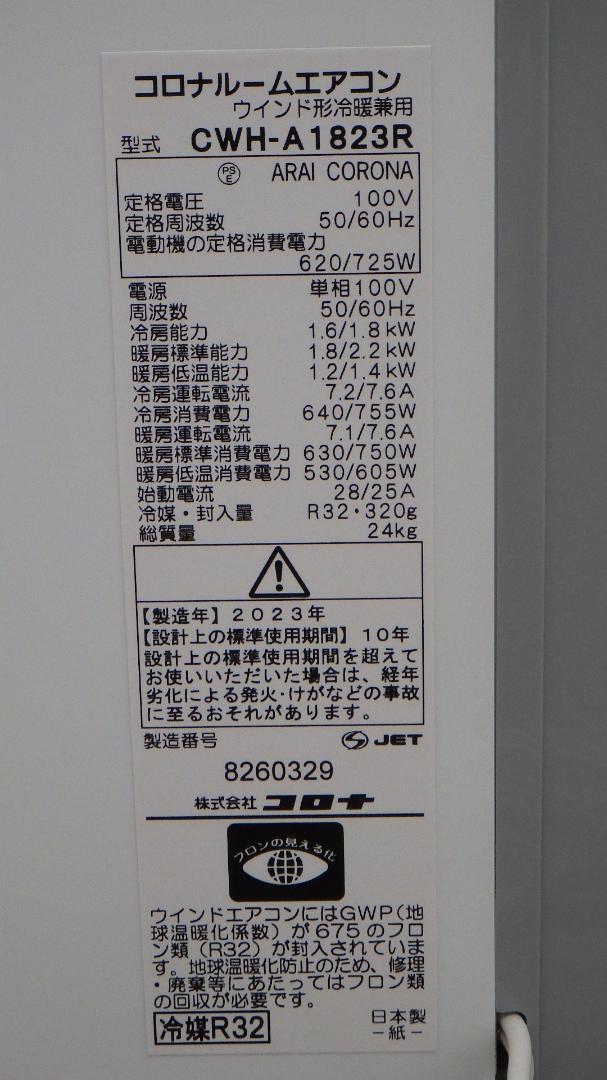 コロナルームエアコン
ウインド形冷暖兼用
型式 CWH-A1823R
PSE ARAI CORONA
定格電圧 100V
定格周波数 50/60Hz
電動機の定格消費電力
620/725W
電源 単相100V
周波数 50/60Hz
冷房能力 1.6/1.8kW
暖房標準能力 1.8/2.2kW
暖房低温能力 1.2/1.4kW
冷房運転電流 7.2/7.6A
冷房消費電力 640/755W
暖房運転電流 7.1/7.6A
暖房標準消費電力 630/750W
暖房低温消費電力 530/605W
始動電流 28/25A
冷媒・封入量 R32・320g
総質量 24kg
【製造年】2023年
【設計上の標準使用期間】10年
設計上の標準使用期間を超えて
お使いいただいた場合は、経年
劣化による発火・けがなどの事故
に至るおそれがあります。
製造番号 JET
8260329
株式会社 コロナ
フロンの見える化
ウインドエアコンにはGWP(地
球温暖化係数)が675のフロ
ン類(R32)が封入されていま
す。地球温暖化防止のため、修理
・廃棄等にあたってはフロン類
の回収が必要です。
冷媒R32 日本製
－紙－